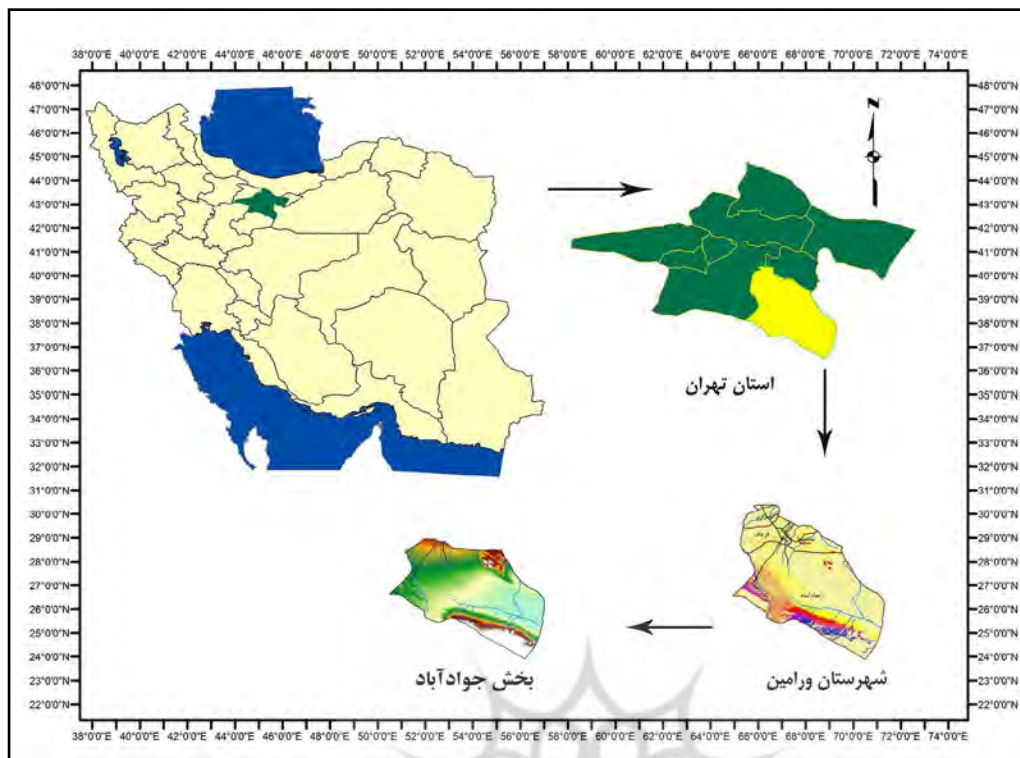 38°0'0"E 40°0'0"E 42°0'0"E 44°0'0"E 46°0'0"E 48°0'0"E 50°0'0"E 52°0'0"E 54°0'0"E 56°0'0"E 58°0'0"E 60°0'0"E 62°0'0"E 64°0'0"E 66°0'0"E 68°0'0"E 70°0'0"E 72°0'0"E 74°0'0"E
48°0'0"N 48°0'0"N
47°0'0"N 47°0'0"N
N
46°0'0"N 46°0'0"N
45°0'0"N 45°0'0"N
44°0'0"N 44°0'0"N
43°0'0"N 43°0'0"N
42°0'0"N 42°0'0"N
41°0'0"N 41°0'0"N
40°0'0"N 40°0'0"N
39°0'0"N 39°0'0"N
38°0'0"N 38°0'0"N
37°0'0"N 37°0'0"N
36°0'0"N 36°0'0"N
استان تهران
35°0'0"N 35°0'0"N
34°0'0"N 34°0'0"N
33°0'0"N 33°0'0"N
32°0'0"N 32°0'0"N
31°0'0"N 31°0'0"N
30°0'0"N 30°0'0"N
29°0'0"N 29°0'0"N
28°0'0"N 28°0'0"N
27°0'0"N 27°0'0"N
26°0'0"N 26°0'0"N
25°0'0"N 25°0'0"N
24°0'0"N 24°0'0"N
شهرستان ورامین
بخش جوادآباد
23°0'0"N 23°0'0"N
22°0'0"N 22°0'0"N
38°0'0"E 40°0'0"E 42°0'0"E 44°0'0"E 46°0'0"E 48°0'0"E 50°0'0"E 52°0'0"E 54°0'0"E 56°0'0"E 58°0'0"E 60°0'0"E 62°0'0"E 64°0'0"E 66°0'0"E 68°0'0"E 70°0'0"E 72°0'0"E 74°0'0"E